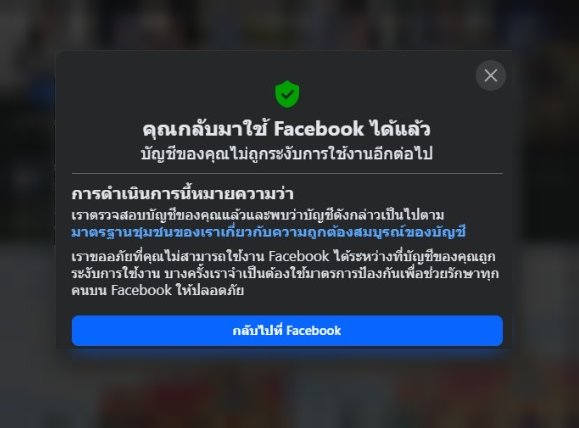 คุณกลับมาใช้ Facebook ได้แล้ว
บัญชีของคุณไม่ถูกระงับการใช้งานอีกต่อไป
การดำเนินการนี้หมายความว่า
เราตรวจสอบบัญชีของคุณแล้วและพบว่าบัญชีดังกล่าวเป็นไปตาม
มาตรฐานชุมชนของเราเกี่ยวกับความถูกต้องสมบูรณ์ของบัญชี
เราขออภัยที่คุณไม่สามารถใช้งาน Facebook ได้ระหว่างที่บัญชีของคุณถูก
ระงับการใช้งาน บางครั้งเราจำเป็นต้องใช้มาตรการป้องกันเพื่อช่วยรักษาทุก
คนบน Facebook ให้ปลอดภัย
กลับไปที่ Facebook